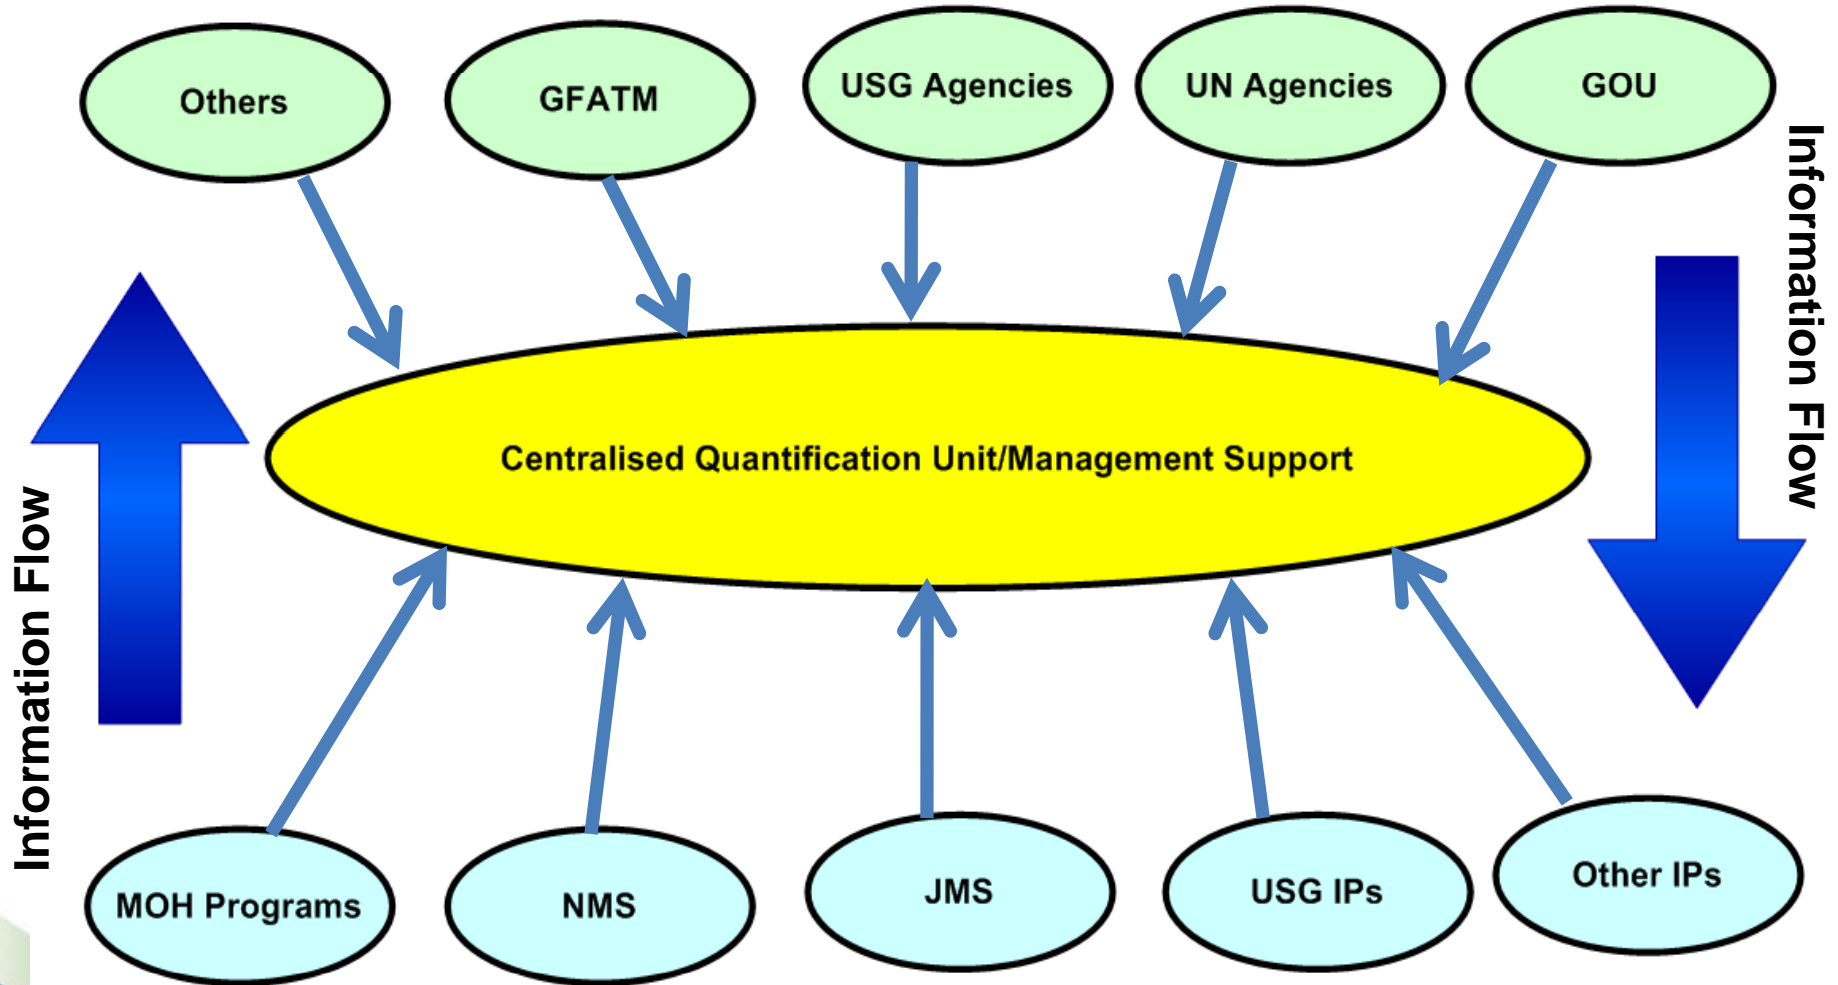 Others
GFATM
USG Agencies
UN Agencies
GOU
Information Flow
Centralised Quantification Unit/Management Support
Information Flow
MOH Programs
NMS
JMS
USG IPs
Other IPs